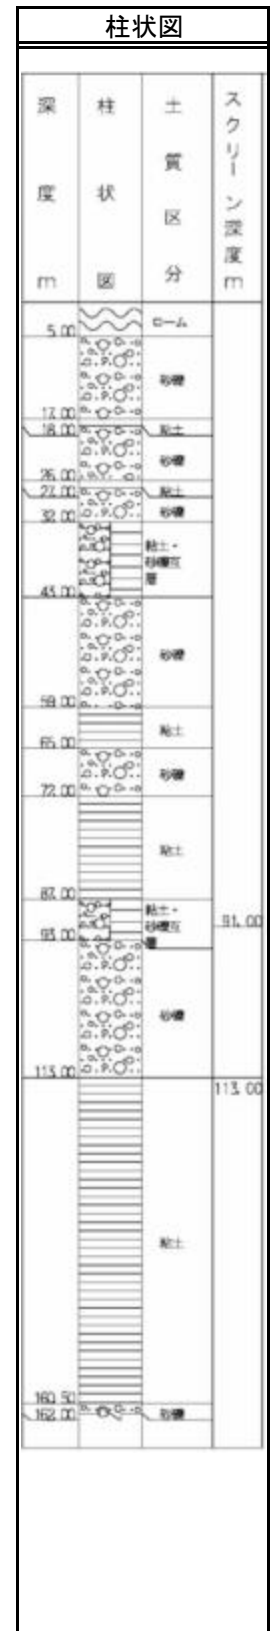 柱状図
深度m
柱状図
土質区分
スクリーン深度m
ローム
5.00
砂礫
17.00
18.00 粘土
砂礫
26.00
27.00 粘土
32.00 砂礫
粘土・
砂礫互
層
43.00
砂礫
59.00
粘土
65.00
砂礫
72.00
粘土
87.00
粘土・
砂礫互
層
91.00
93.00
砂礫
113.00
113.00
粘土
160.50
162.00 砂礫